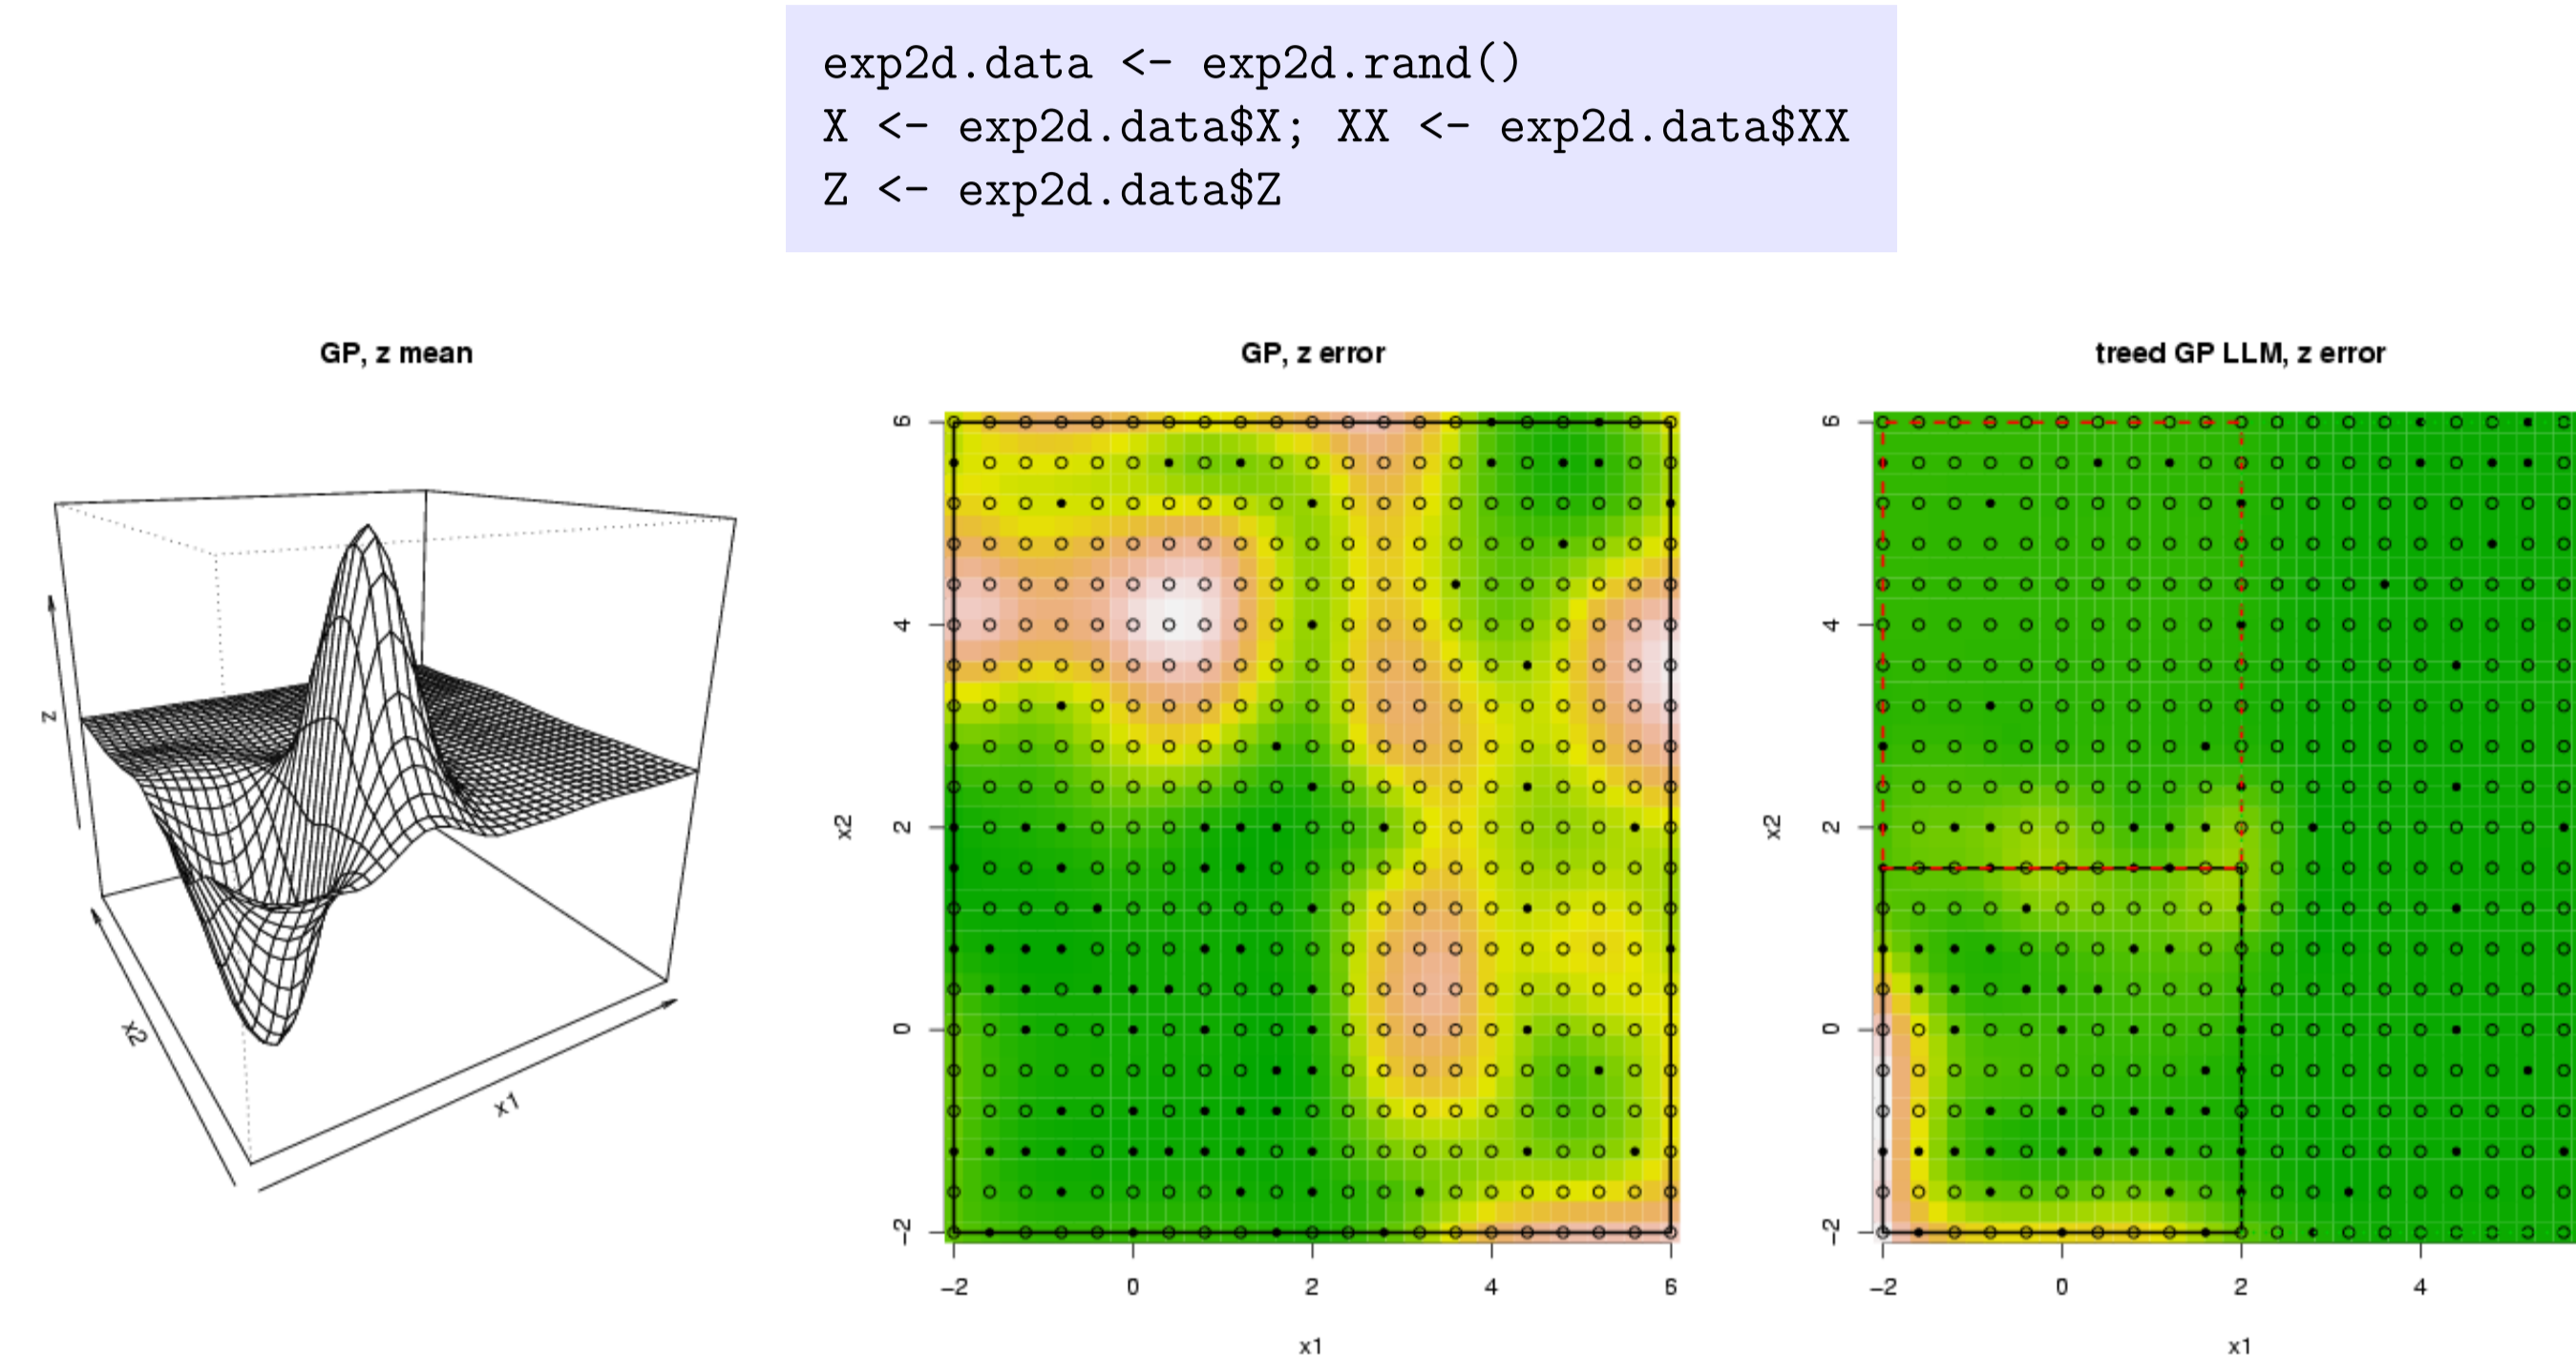 exp2d.data <- exp2d.rand()
X <- exp2d.data$X; XX <- exp2d.data$XX
Z <- exp2d.data$Z
GP, z mean
z
x2
x1
GP, z error
6
4
2
0
−2
x2
−2 0 2 4 6
x1
treed GP LLM, z error
6
4
2
0
−2
x2
−2 0 2 4
x1